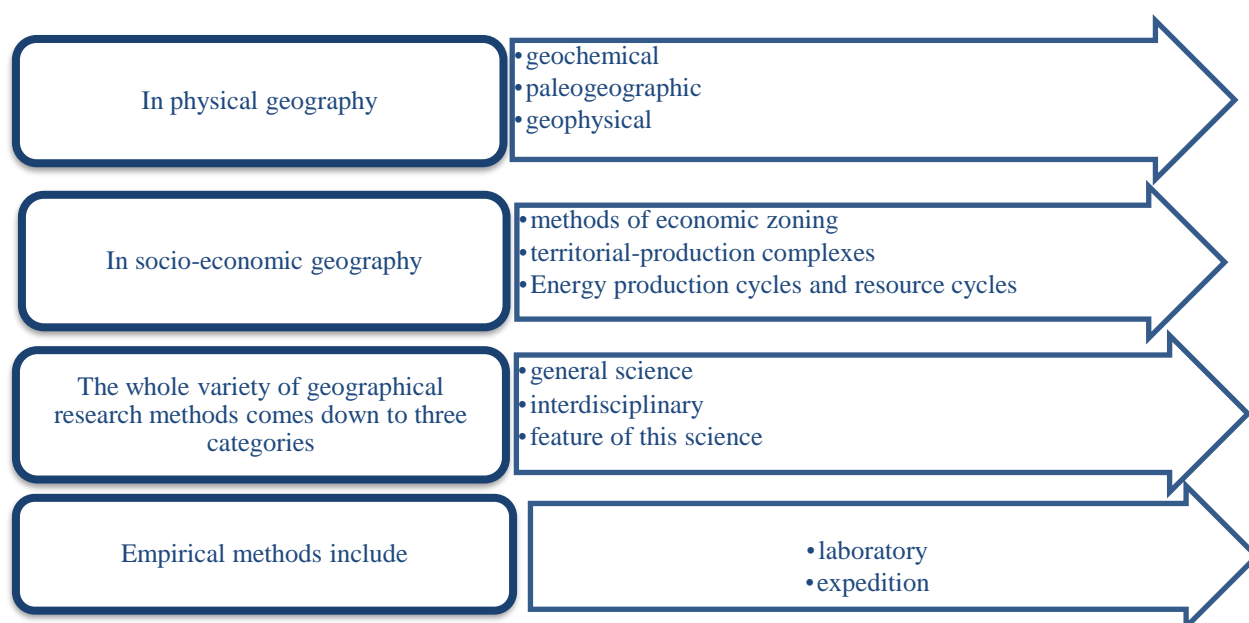 In physical geography
•geochemical
•paleogeographic
•geophysical
In socio-economic geography
•methods of economic zoning
•territorial-production complexes
•Energy production cycles and resource cycles
The whole variety of geographical
research methods comes down to three
categories
•general science
•interdisciplinary
•feature of this science
Empirical methods include
•laboratory
•expedition